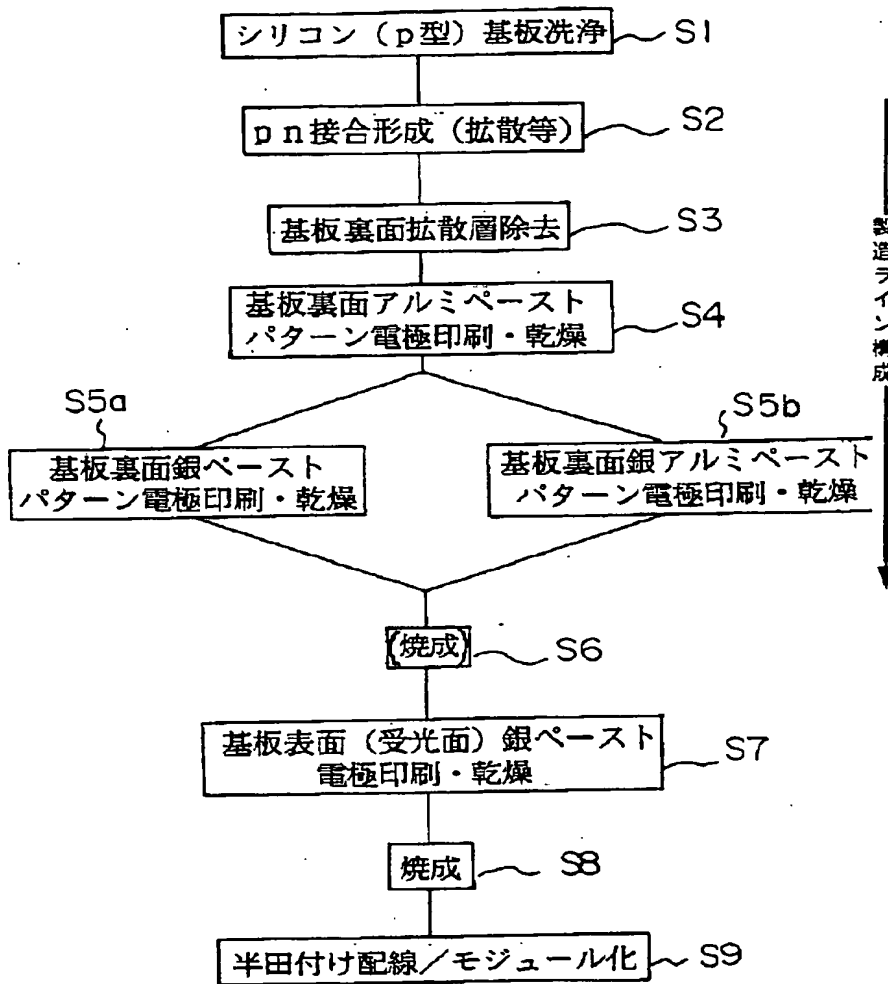 シリコン（p型）基板洗浄 S1
pn接合形成（拡散等） S2
基板裏面拡散層除去 S3
基板裏面アルミペースト
パターン電極印刷・乾燥 S4
S5a
基板裏面銀ペースト
パターン電極印刷・乾燥
S5b
基板裏面銀アルミペースト
パターン電極印刷・乾燥
(焼成) S6
基板表面（受光面）銀ペースト
電極印刷・乾燥 S7
焼成 S8
半田付け配線／モジュール化 S9
製造ライン構成